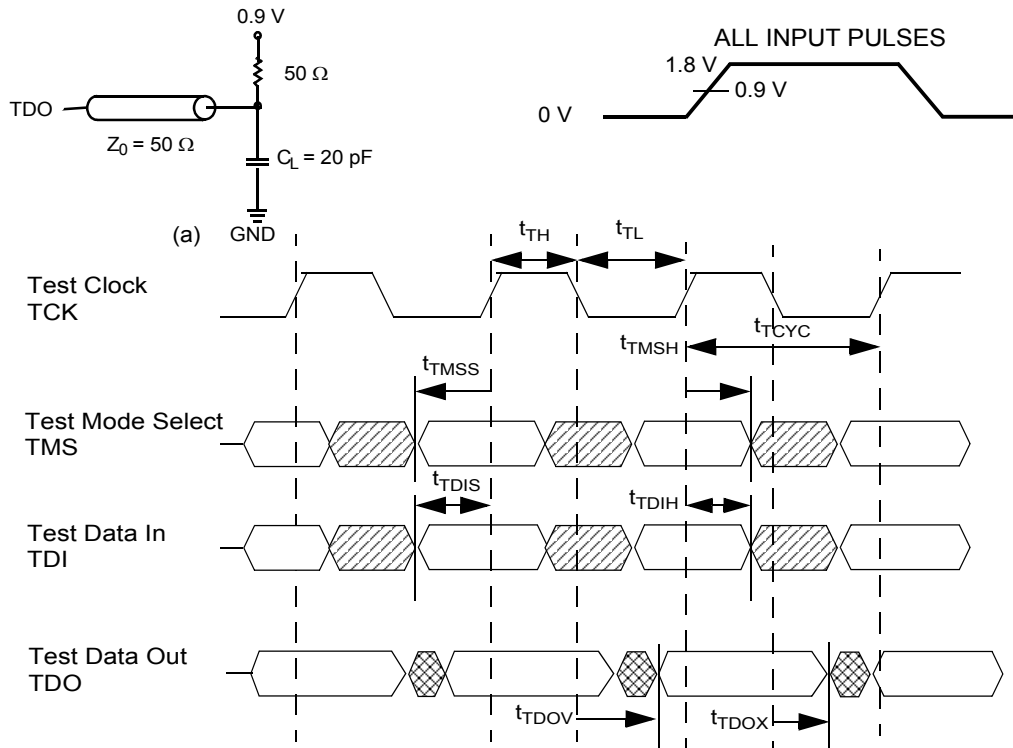 0.9 V
50 Ω
TDO
Z0 = 50 Ω
CL = 20 pF
(a) GND
ALL INPUT PULSES
1.8 V
0.9 V
0 V
tTH
tTL
Test Clock
TCK
tTCYC
tTMSH
tTMSS
Test Mode Select
TMS
tTDIS
tTDIH
Test Data In
TDI
Test Data Out
TDO
tTDOV
tTDOX